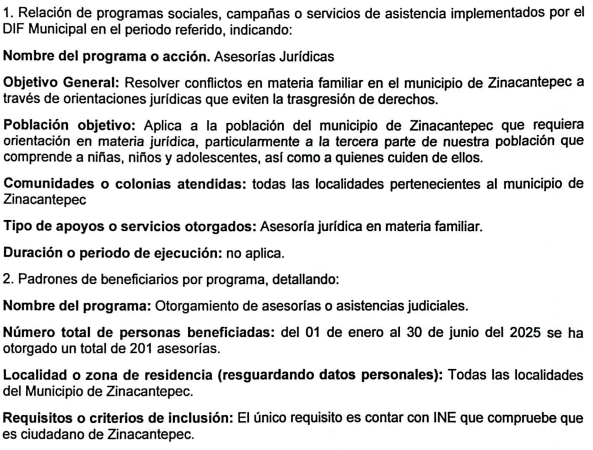 1. Relación de programas sociales, campañas o servicios de asistencia implementados por el
DIF Municipal en el periodo referido, indicando:
Nombre del programa o acción. Asesorías Jurídicas
Objetivo General: Resolver conflictos en materia familiar en el municipio de Zinacantepec a
través de orientaciones jurídicas que eviten la trasgresión de derechos.
Población objetivo: Aplica a la población del municipio de Zinacantepec que requiera
orientación en materia jurídica, particularmente a la tercera parte de nuestra población que
comprende a niñas, niños y adolescentes, así como a quienes cuiden de ellos.
Comunidades o colonias atendidas: todas las localidades pertenecientes al municipio de
Zinacantepec
Tipo de apoyos o servicios otorgados: Asesoría jurídica en materia familiar.
Duración o periodo de ejecución: no aplica.
2. Padrones de beneficiarios por programa, detallando:
Nombre del programa: Otorgamiento de asesorías o asistencias judiciales.
Número total de personas beneficiadas: del 01 de enero al 30 de junio del 2025 se ha
otorgado un total de 201 asesorías.
Localidad o zona de residencia (resguardando datos personales): Todas las localidades
del Municipio de Zinacantepec.
Requisitos o criterios de inclusión: El único requisito es contar con INE que compruebe que
es ciudadano de Zinacantepec.